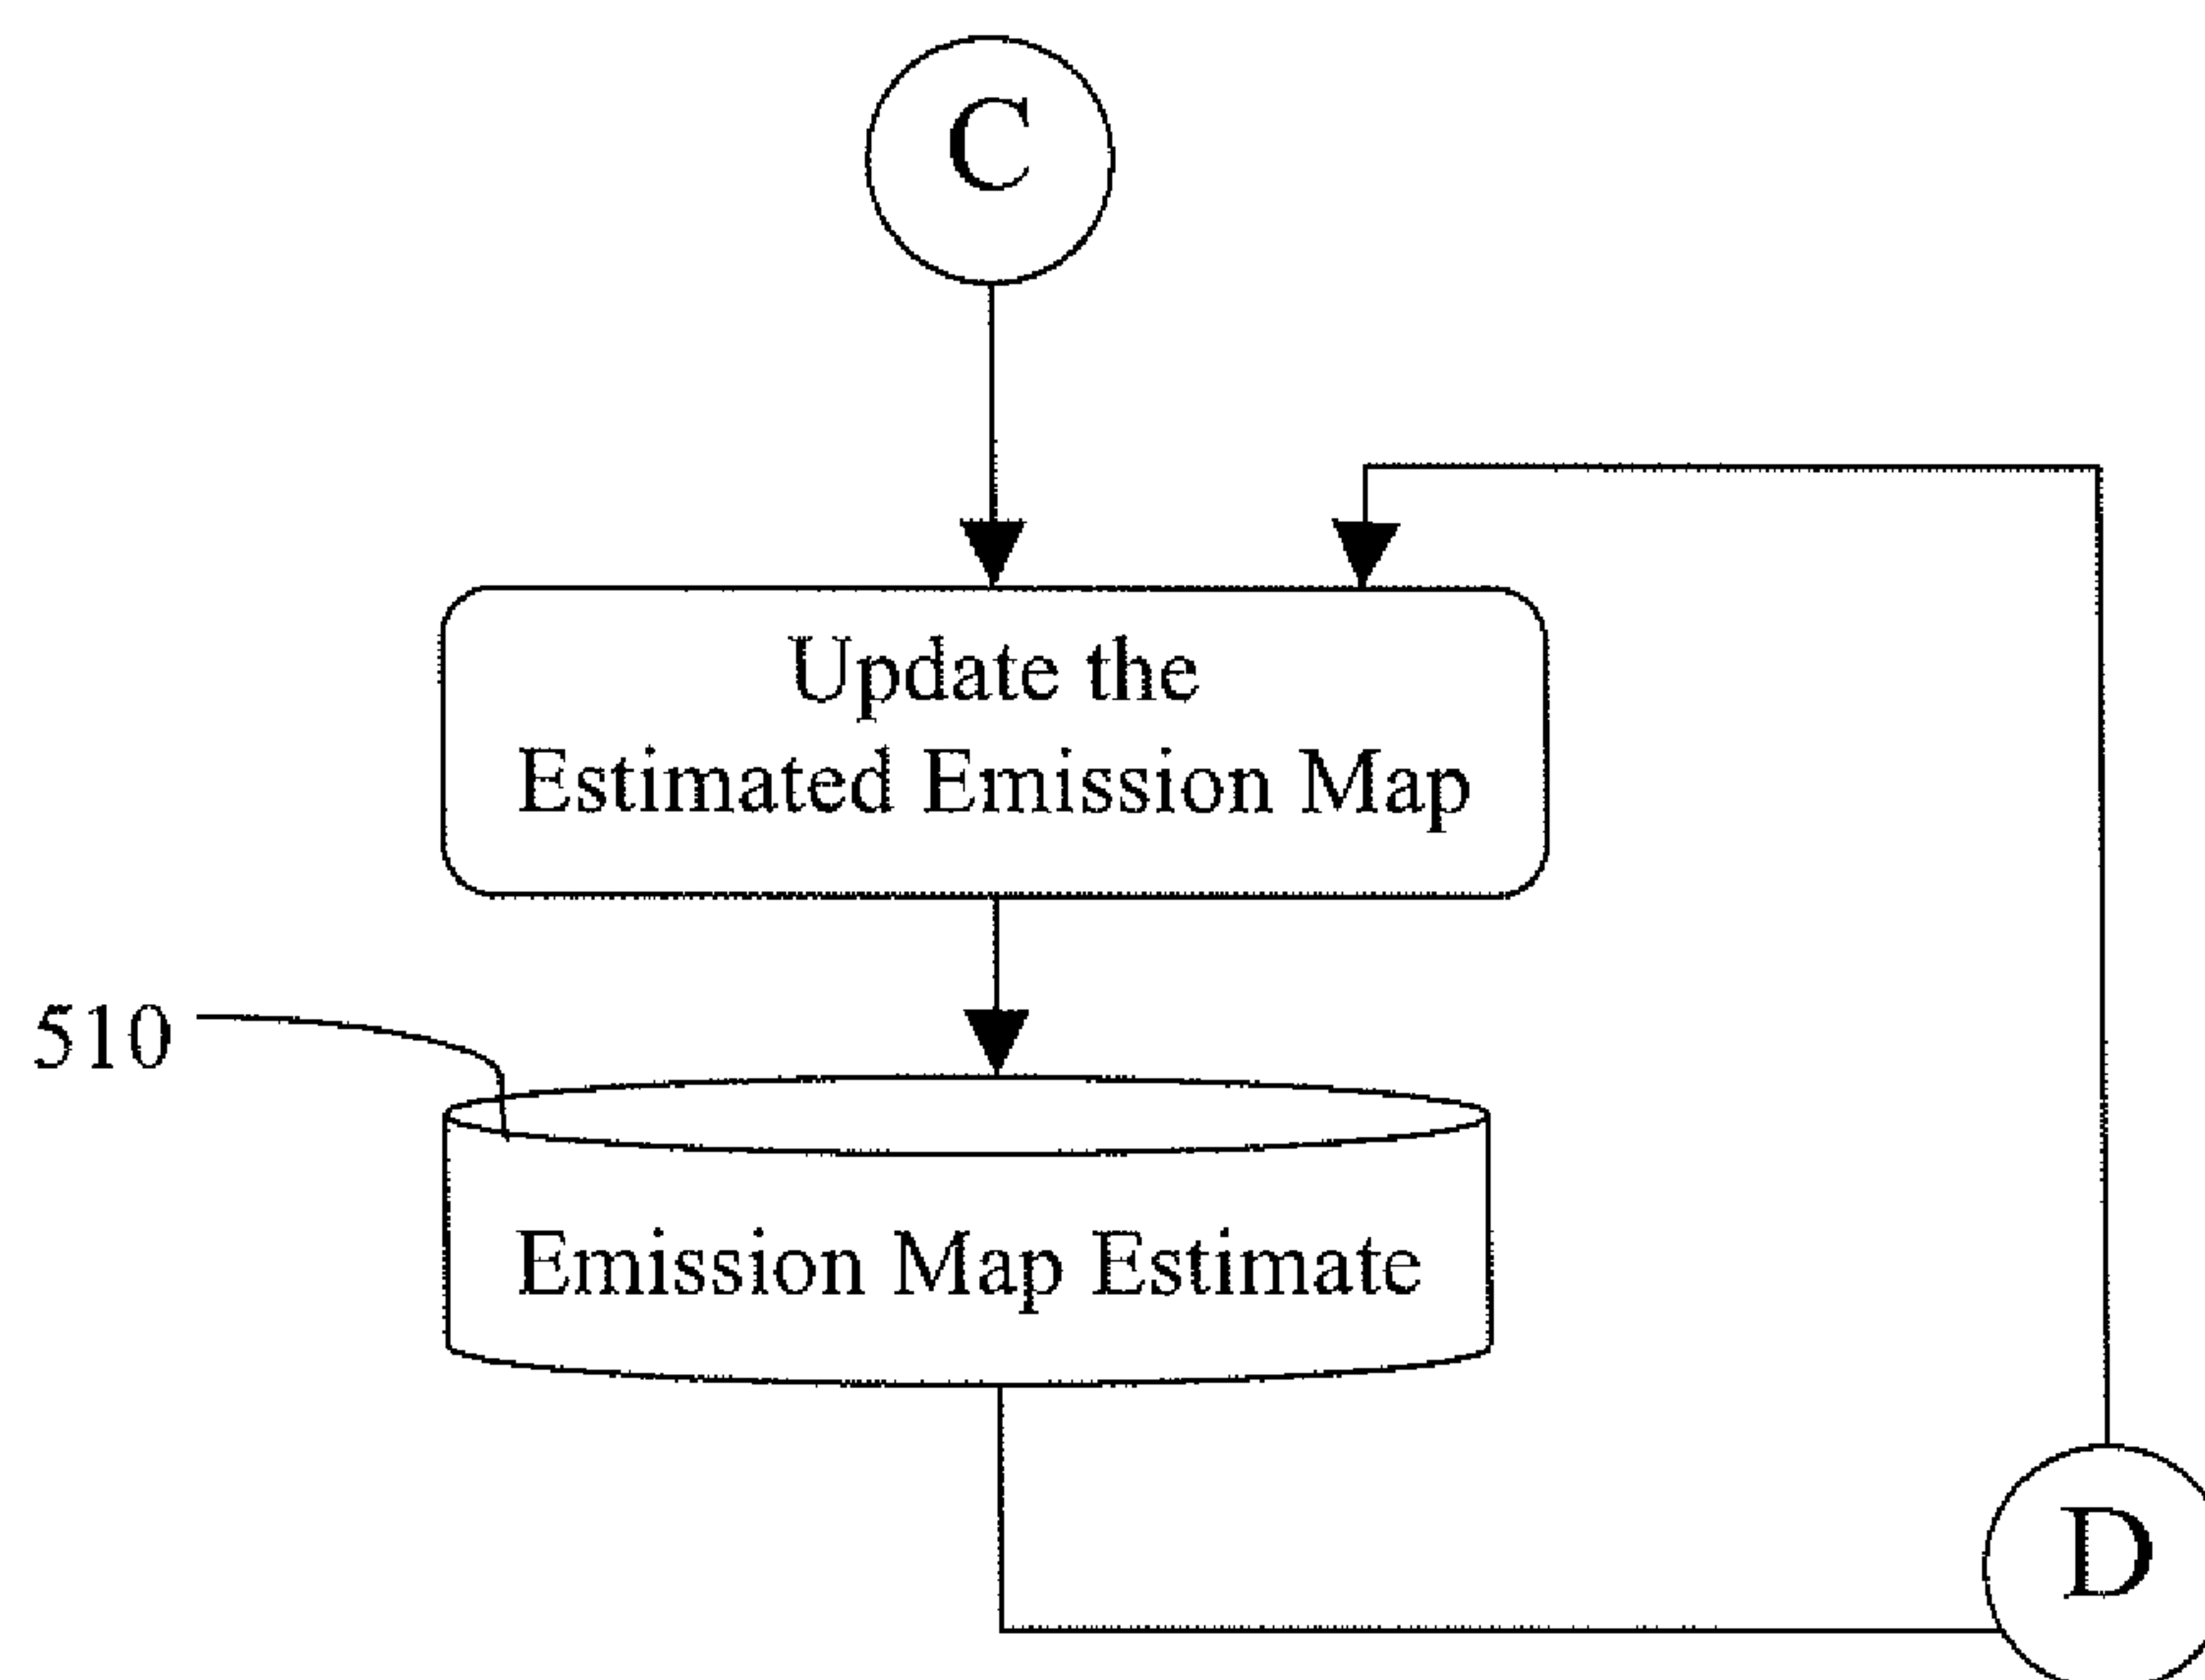 C
Update the
Estimated Emission Map
510
Emission Map Estimate
D